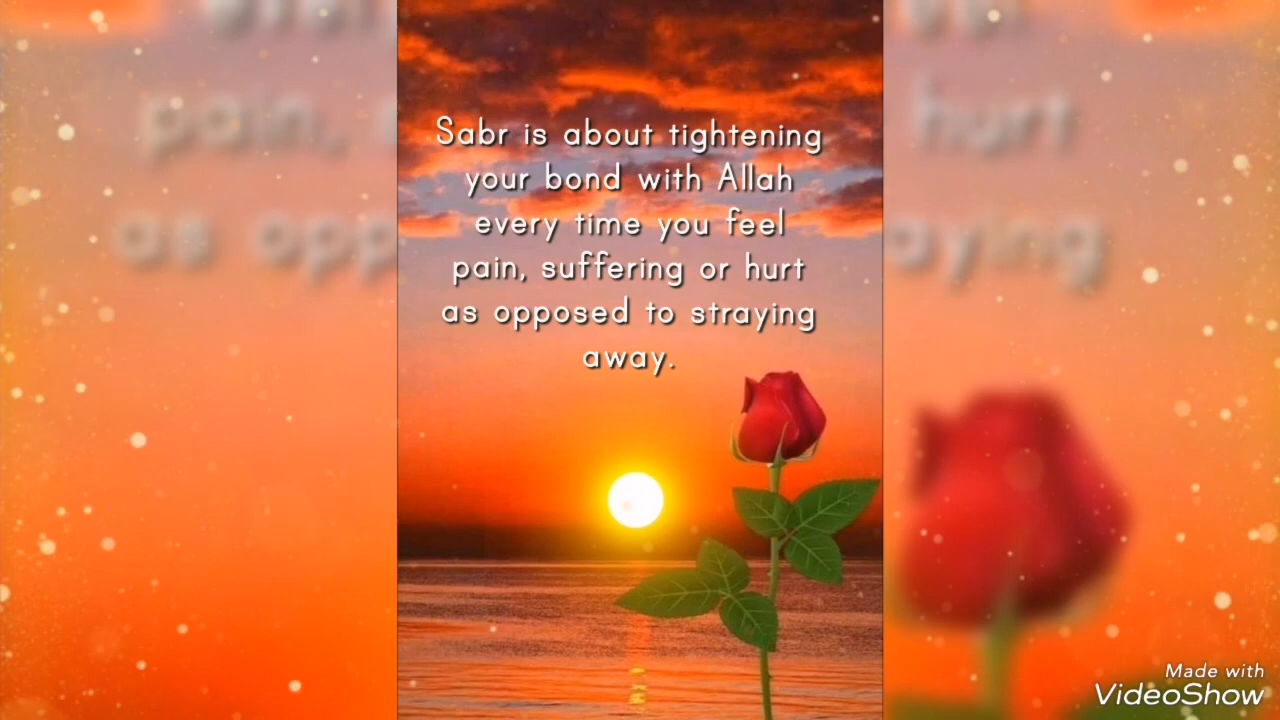 Sabr is about tightening
your bond with Allah
every time you feel
pain, suffering or hurt
as opposed to straying
away.
Made with
VideoShow